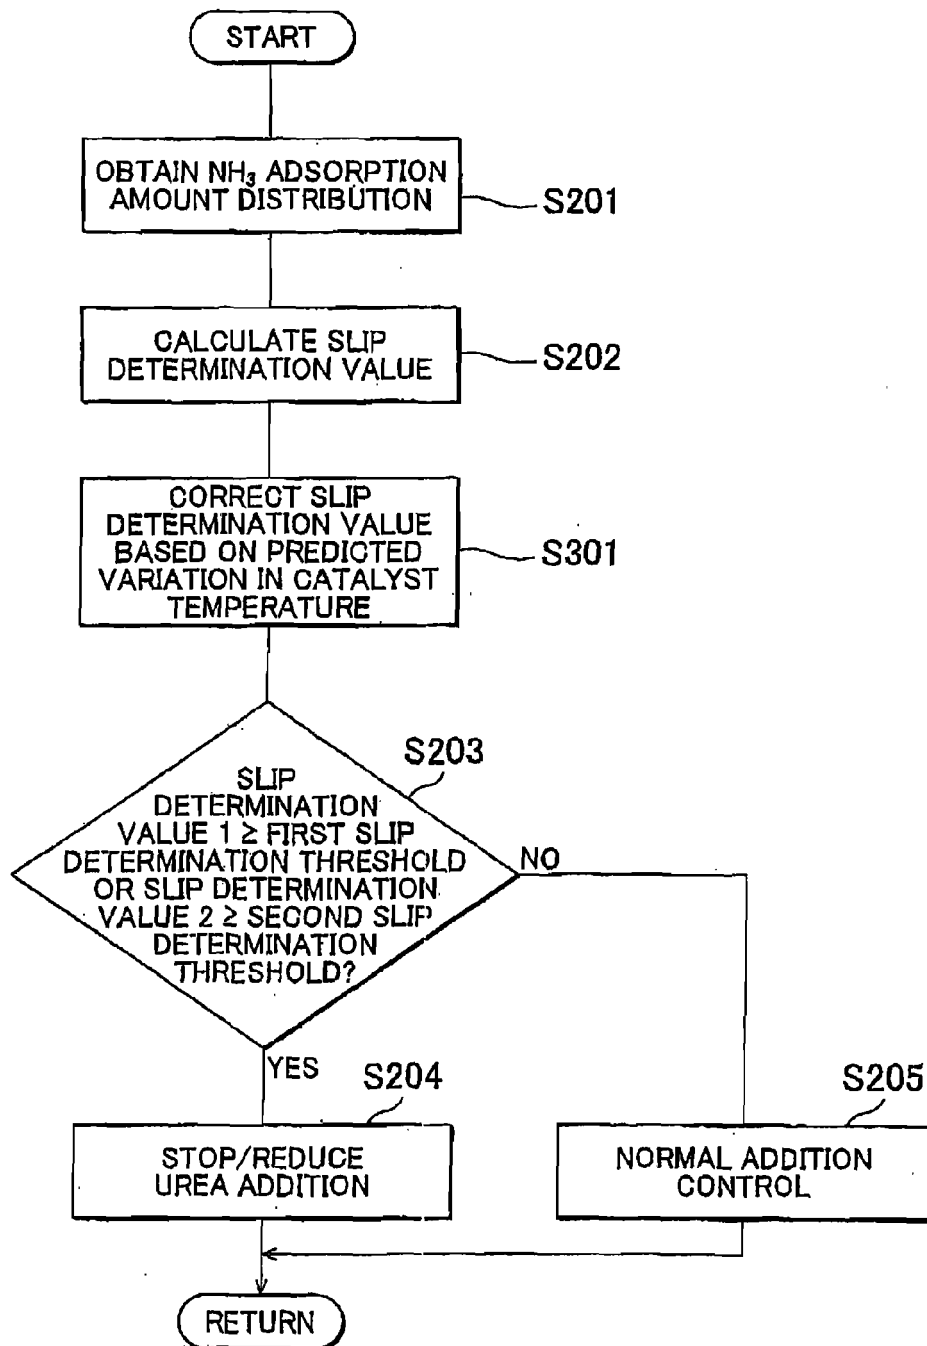 START
OBTAIN NH₃ ADSORPTION
AMOUNT DISTRIBUTION
S201
CALCULATE SLIP
DETERMINATION VALUE
S202
CORRECT SLIP
DETERMINATION VALUE
BASED ON PREDICTED
VARIATION IN CATALYST
TEMPERATURE
S301
S203
SLIP
DETERMINATION
VALUE 1 ≥ FIRST SLIP
DETERMINATION THRESHOLD
OR SLIP DETERMINATION
VALUE 2 ≥ SECOND SLIP
DETERMINATION
THRESHOLD?
NO
YES
S204
STOP/REDUCE
UREA ADDITION
S205
NORMAL ADDITION
CONTROL
RETURN